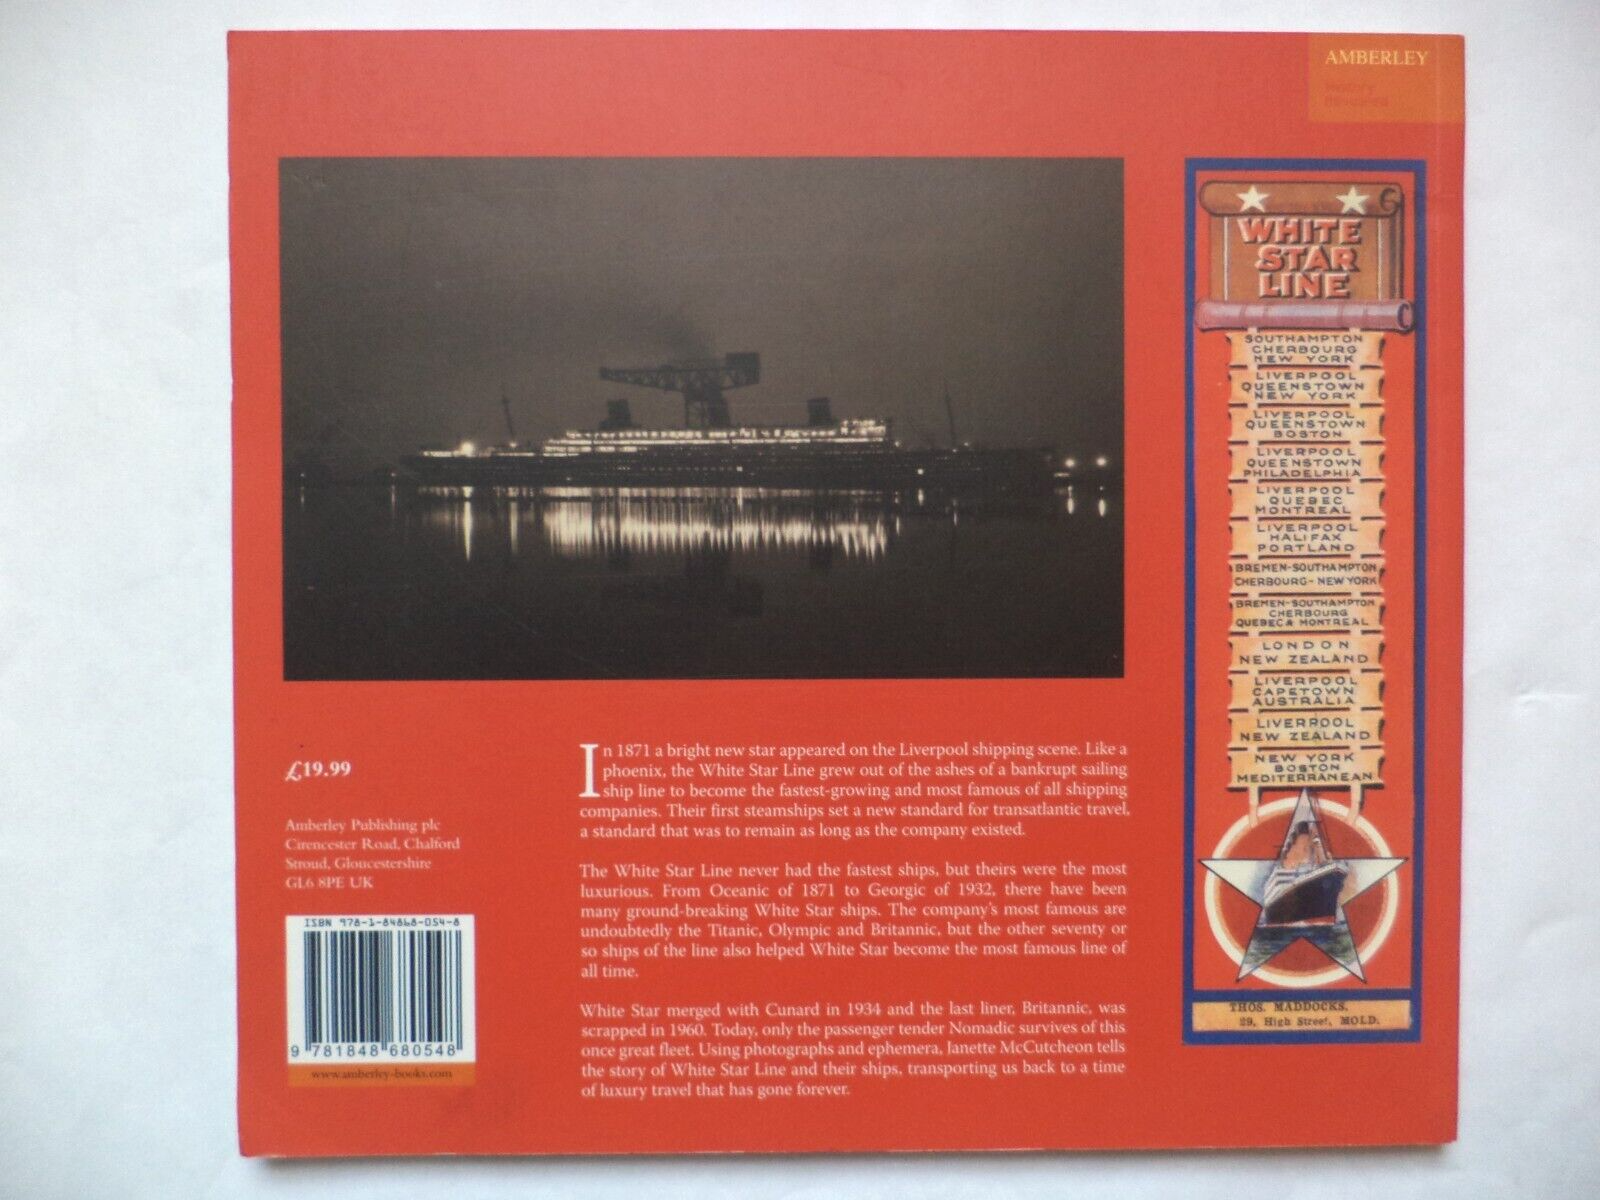 AMBERLEY
WHITE
STAR
LINE
SOUTHAMPTON
CHERBOURG
NEW YORK
LIVERPOOL
QUEENSTOWN
NEW YORK
LIVERPOOL
QUEENSTOWN
BOSTON
LIVERPOOL
QUEENSTOWN
PHILADELPHIA
LIVERPOOL
QUEBEC
MONTREAL
LIVERPOOL
HALIFAX
PORTLAND
BREMEN-SOUTHAMPTON
CHERBOURG-NEW YORK
BREMEN-SOUTHAMPTON
CHERBOURG
QUEBEC & MONTREAL
LONDON
NEW ZEALAND
LIVERPOOL
CAPETOWN
AUSTRALIA
LIVERPOOL
NEW ZEALAND
NEW YORK
BOSTON
MEDITERRANEAN
THOS. MADDOCKS,
29, High Street, MOLD.
£19.99
Amberley Publishing plc
Cirencester Road, Chalford
Stroud, Gloucestershire
GL6 8PE UK
ISBN 978-1-84868-054-8
9 781848 680548
www.amberley-books.com
In 1871 a bright new star appeared on the Liverpool shipping scene. Like a
phoenix, the White Star Line grew out of the ashes of a bankrupt sailing
ship line to become the fastest-growing and most famous of all shipping
companies. Their first steamships set a new standard for transatlantic travel,
a standard that was to remain as long as the company existed.
The White Star Line never had the fastest ships, but theirs were the most
luxurious. From Oceanic of 1871 to Georgic of 1932, there have been
many ground-breaking White Star ships. The company's most famous are
undoubtedly the Titanic, Olympic and Britannic, but the other seventy or
so ships of the line also helped White Star become the most famous line of
all time.
White Star merged with Cunard in 1934 and the last liner, Britannic, was
scrapped in 1960. Today, only the passenger tender Nomadic survives of this
once great fleet. Using photographs and ephemera, Janette McCutcheon tells
the story of White Star Line and their ships, transporting us back to a time
of luxury travel that has gone forever.